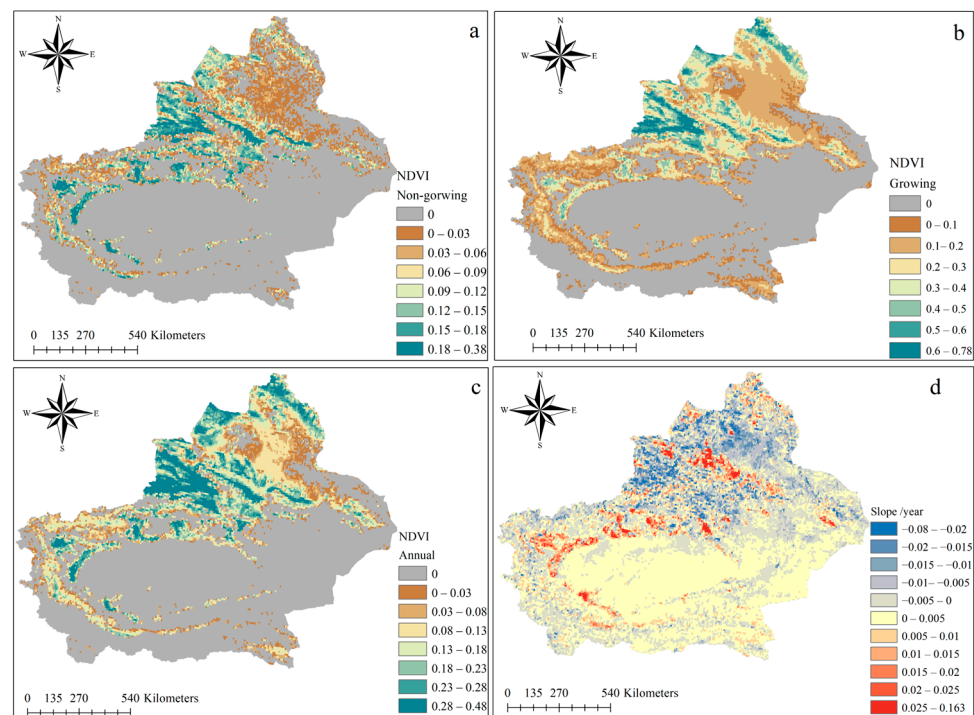 a
N
W E
S
NDVI
Non-gorwing
0
0 – 0.03
0.03 – 0.06
0.06 – 0.09
0.09 – 0.12
0.12 – 0.15
0.15 – 0.18
0.18 – 0.38
0 135 270 540 Kilometers
b
N
W E
S
NDVI
Growing
0
0 – 0.1
0.1– 0.2
0.2 – 0.3
0.3 – 0.4
0.4 – 0.5
0.5 – 0.6
0.6 – 0.78
0 135 270 540 Kilometers
c
N
W E
S
NDVI
Annual
0
0 – 0.03
0.03 – 0.08
0.08 – 0.13
0.13 – 0.18
0.18 – 0.23
0.23 – 0.28
0.28 – 0.48
0 135 270 540 Kilometers
d
N
W E
S
Slope /year
−0.08 – −0.02
−0.02 – −0.015
−0.015 – −0.01
−0.01– −0.005
−0.005 – 0
0 – 0.005
0.005 – 0.01
0.01 – 0.015
0.015 – 0.02
0.02 – 0.025
0.025 – 0.163
0 135 270 540 Kilometers